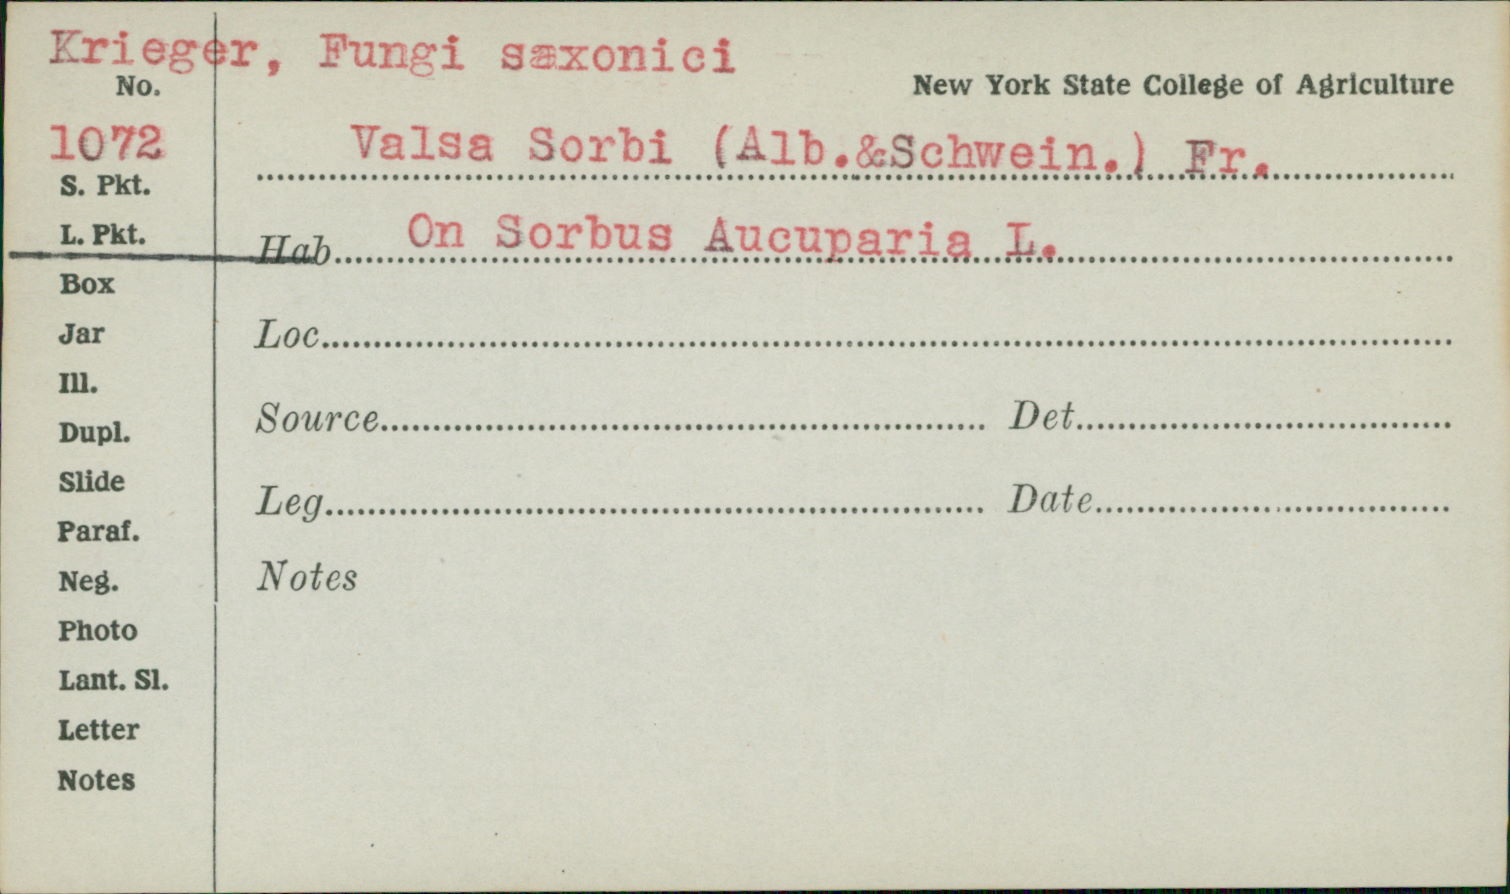 Krieger, Fungi saxonici
No.
New York State College of Agriculture
1072
Valsa Sorbi (Alb.&Schwein.) Fr.
S. Pkt.
L. Pkt.
Hab. On Sorbus Aucuparia L.
Box
Jar
Loc.
Ill.
Source
Det.
Dupl.
Slide
Leg.
Date
Paraf.
Neg.
Notes
Photo
Lant. Sl.
Letter
Notes